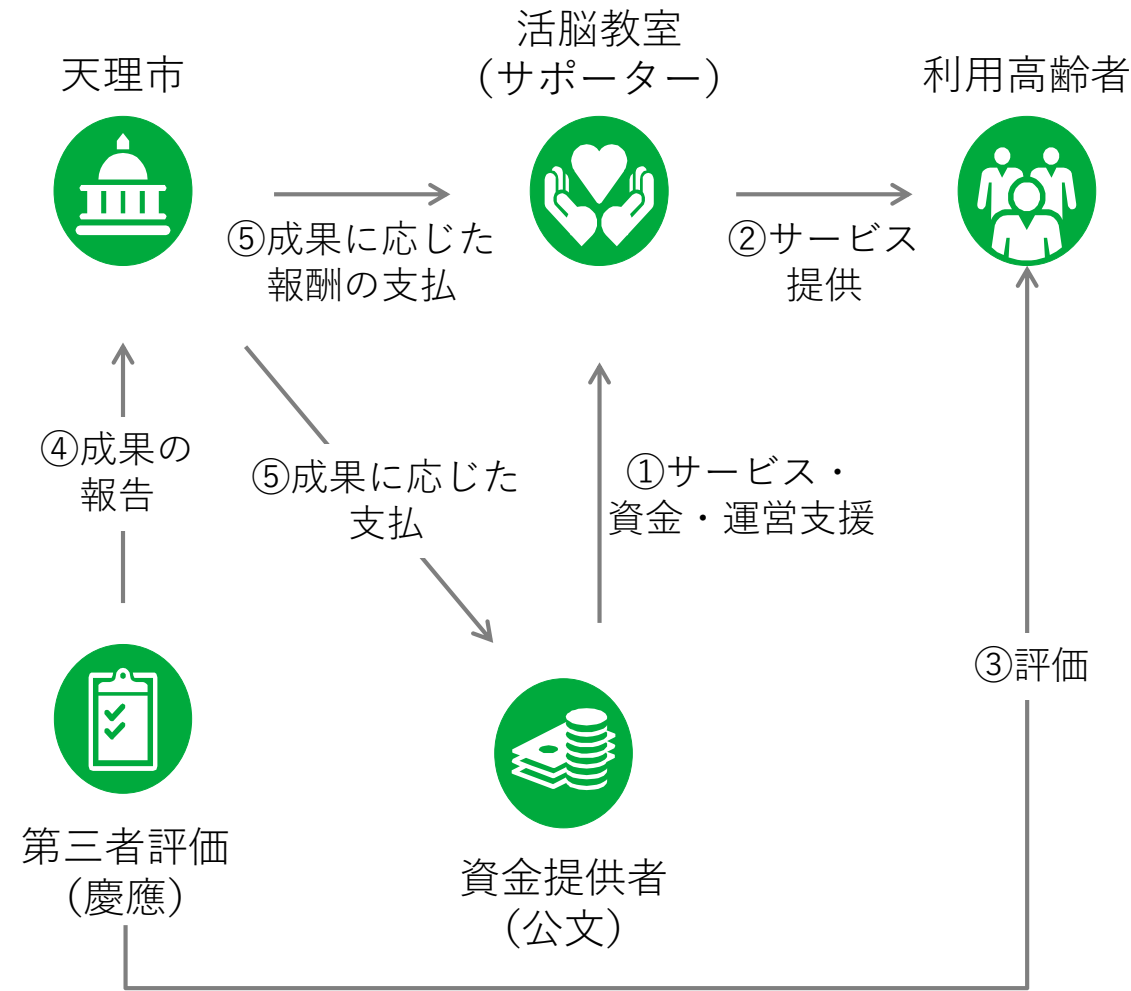 天理市
活脳教室
（サポーター）
利用高齢者
⑤成果に応じた
報酬の支払
②サービス
提供
④成果の
報告
⑤成果に応じた
支払
①サービス・
資金・運営支援
③評価
第三者評価
（慶應）
資金提供者
（公文）